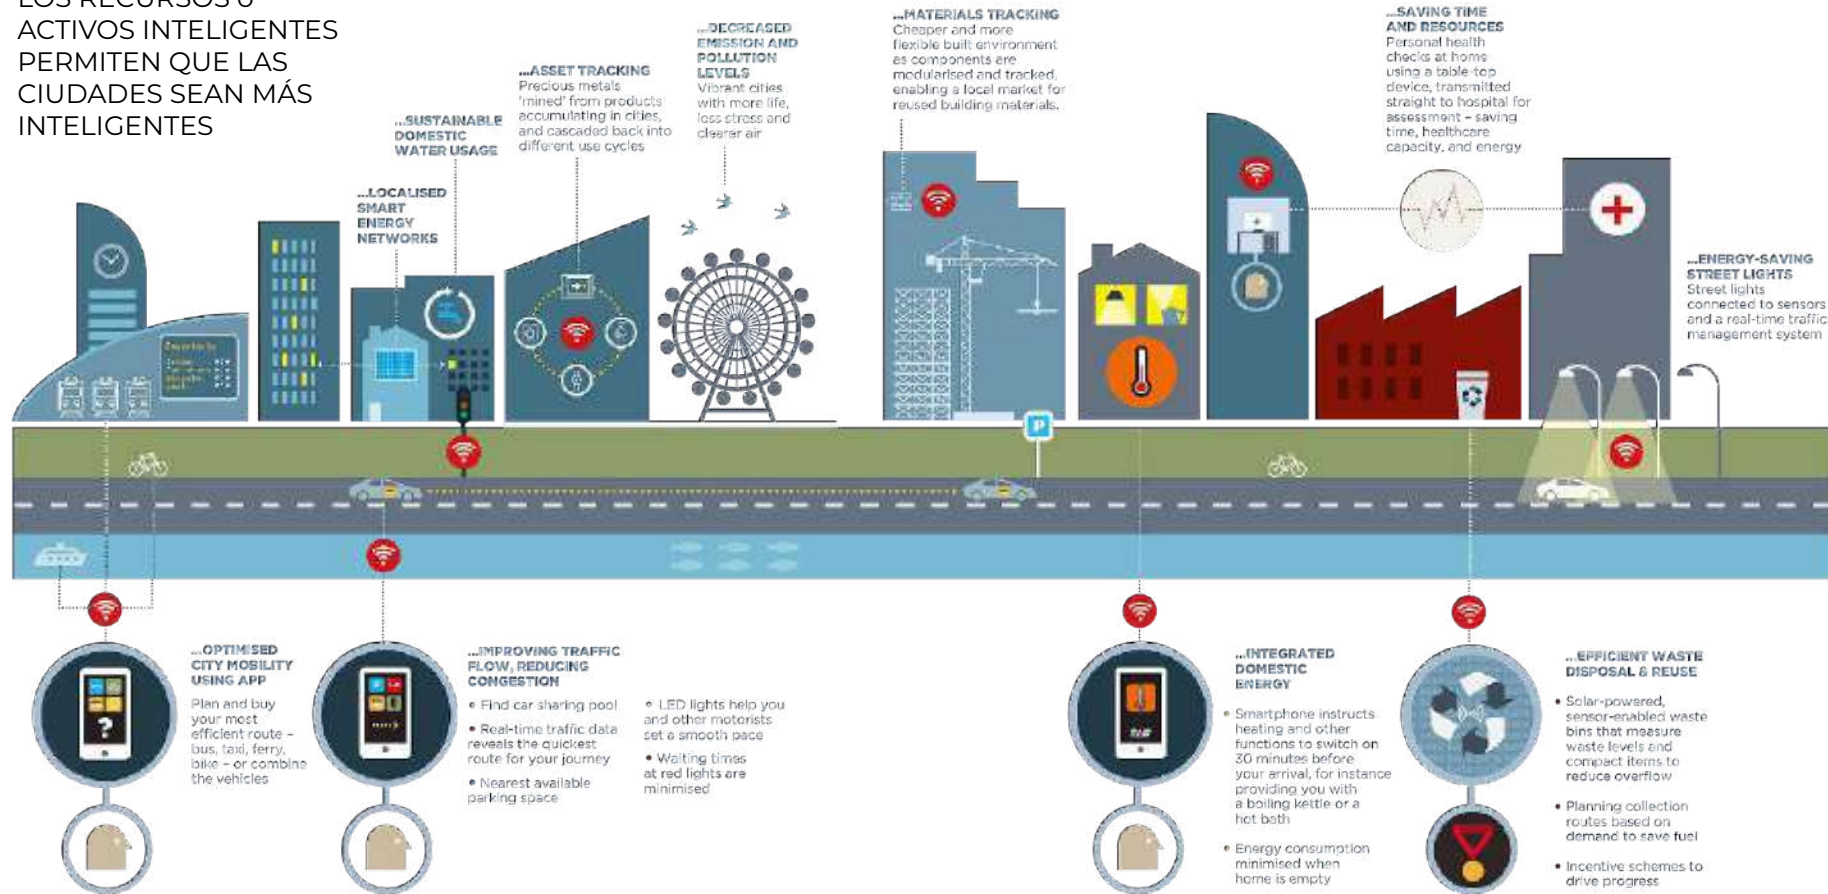 LOS RECURSOS o
ACTIVOS INTELIGENTES
PERMITEN QUE LAS
CIUDADES SEAN MÁS
INTELIGENTES
...SUSTAINABLE
DOMESTIC
WATER USAGE
...LOCALISED
SMART
ENERGY
NETWORKS
...ASSET TRACKING
Precious metals
'mined' from products
accumulating in cities,
and cascaded back into
different use cycles
...DECREASED
EMISSION AND
POLLUTION
LEVELS
Vibrant cities
with more life,
less stress and
clearer air
...MATERIALS TRACKING
Cheaper and more
flexible built environment
as components are
modularised and tracked,
enabling a local market for
reused building materials.
...SAVING TIME
AND RESOURCES
Personal health
checks at home
using a table-top
device, transmitted
straight to hospital for
assessment – saving
time, healthcare
capacity, and energy
...ENERGY-SAVING
STREET LIGHTS
Street lights
connected to sensors
and a real-time traffic
management system
P
...OPTIMISED
CITY MOBILITY
USING APP
Plan and buy
your most
efficient route –
bus, taxi, ferry,
bike – or combine
the vehicles
?
...IMPROVING TRAFFIC
FLOW, REDUCING
CONGESTION
• Find car sharing pool
• Real-time traffic data
reveals the quickest
route for your journey
• Nearest available
parking space
• LED lights help you
and other motorists
set a smooth pace
• Waiting times
at red lights are
minimised
...INTEGRATED
DOMESTIC
ENERGY
• Smartphone instructs
heating and other
functions to switch on
30 minutes before
your arrival, for instance
providing you with
a boiling kettle or a
hot bath
• Energy consumption
minimised when
home is empty
...EFFICIENT WASTE
DISPOSAL & REUSE
• Solar-powered,
sensor-enabled waste
bins that measure
waste levels and
compact items to
reduce overflow
• Planning collection
routes based on
demand to save fuel
• Incentive schemes to
drive progress